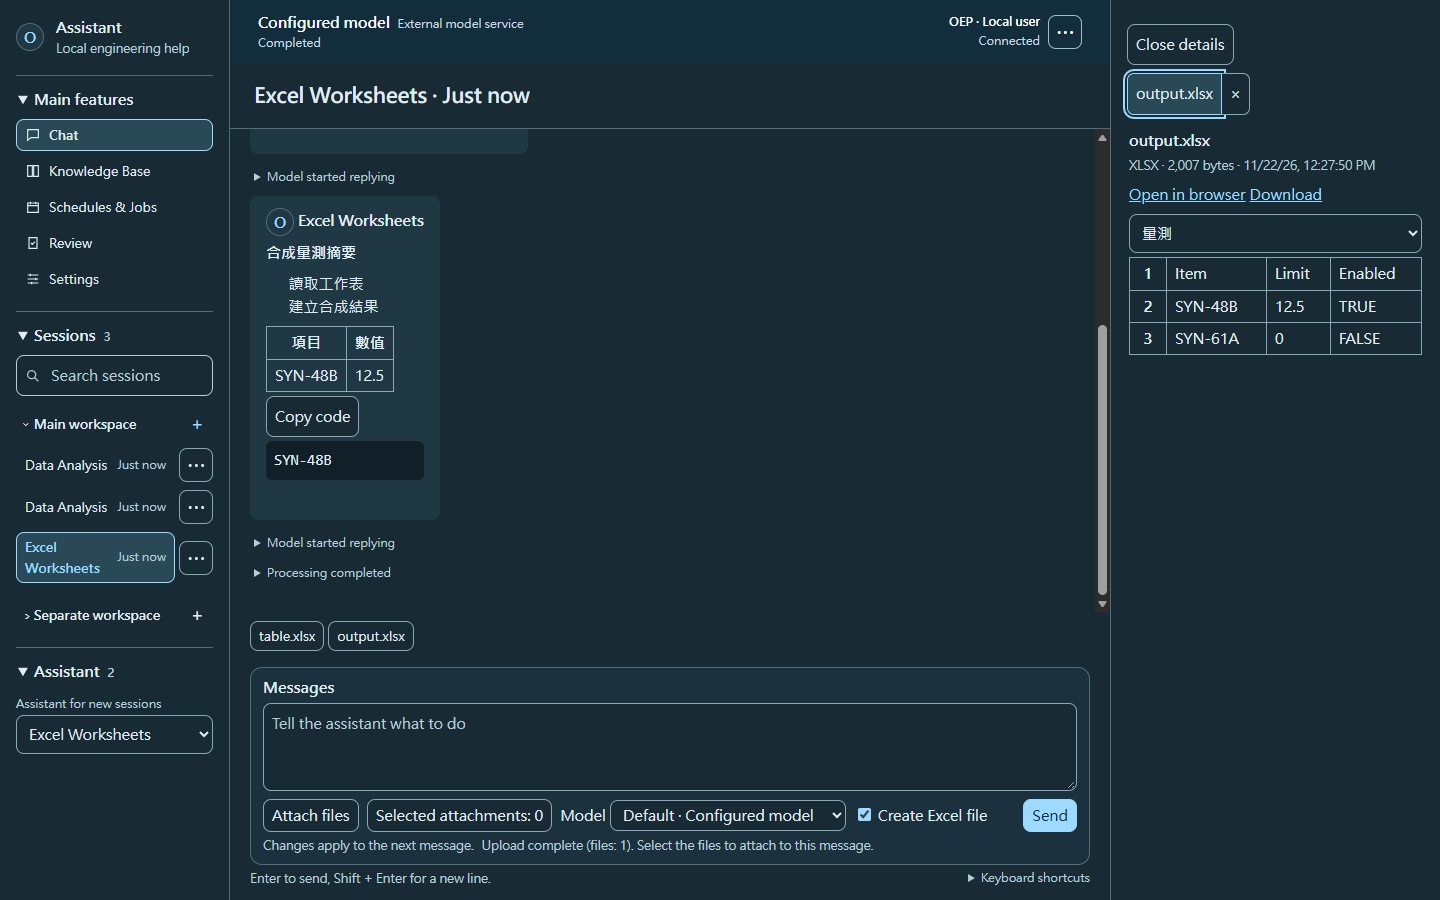 Assistant
Local engineering help
Main features
Chat
Knowledge Base
Schedules & Jobs
Review
Settings
Sessions 3
Search sessions
Main workspace +
Data Analysis Just now ...
Data Analysis Just now ...
Excel Worksheets Just now ...
Separate workspace +
Assistant 2
Assistant for new sessions
Excel Worksheets
Configured model External model service
Completed
OEP · Local user
Connected
...
Excel Worksheets · Just now
Model started replying
O Excel Worksheets
合成量測摘要
讀取工作表
建立合成結果
項目 數值
SYN-48B 12.5
Copy code
SYN-48B
Model started replying
Processing completed
table.xlsx output.xlsx
Messages
Tell the assistant what to do
Attach files Selected attachments: 0 Model Default · Configured model Create Excel file Send
Changes apply to the next message. Upload complete (files: 1). Select the files to attach to this message.
Enter to send, Shift + Enter for a new line.
Keyboard shortcuts
Close details
output.xlsx ×
output.xlsx
XLSX · 2,007 bytes · 11/22/26, 12:27:50 PM
Open in browser Download
量測
1 Item Limit Enabled
2 SYN-48B 12.5 TRUE
3 SYN-61A 0 FALSE